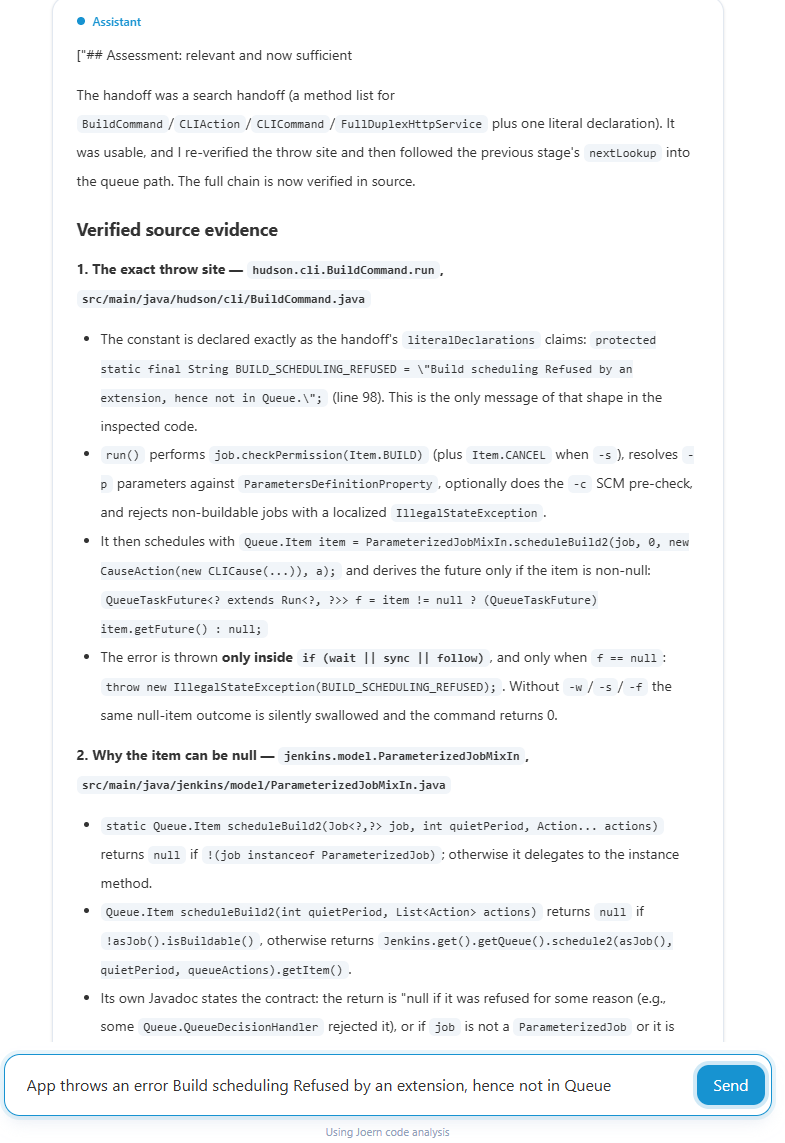 Assistant
["## Assessment: relevant and now sufficient
The handoff was a search handoff (a method list for
BuildCommand / CLIAction / CLICommand / FullDuplexHttpService plus one literal declaration). It
was usable, and I re-verified the throw site and then followed the previous stage's nextLookup into
the queue path. The full chain is now verified in source.
Verified source evidence
1. The exact throw site — hudson.cli.BuildCommand.run ,
src/main/java/hudson/cli/BuildCommand.java
The constant is declared exactly as the handoff's literalDeclarations claims: protected
static final String BUILD_SCHEDULING_REFUSED = \"Build scheduling Refused by an
extension, hence not in Queue.\"; (line 98). This is the only message of that shape in the
inspected code.
run() performs job.checkPermission(Item.BUILD) (plus Item.CANCEL when -s ), resolves -
p parameters against ParametersDefinitionProperty , optionally does the -c SCM pre-check,
and rejects non-buildable jobs with a localized IllegalStateException .
It then schedules with Queue.Item item = ParameterizedJobMixIn.scheduleBuild2(job, 0, new
CauseAction(new CLICause(...)), a); and derives the future only if the item is non-null:
QueueTaskFuture<? extends Run<?, ?>> f = item != null ? (QueueTaskFuture)
item.getFuture() : null;
The error is thrown only inside if (wait || sync || follow) , and only when f == null :
throw new IllegalStateException(BUILD_SCHEDULING_REFUSED); . Without -w / -s / -f the
same null-item outcome is silently swallowed and the command returns 0.
2. Why the item can be null — jenkins.model.ParameterizedJobMixIn ,
src/main/java/jenkins/model/ParameterizedJobMixIn.java
static Queue.Item scheduleBuild2(Job<?,?> job, int quietPeriod, Action... actions)
returns null if !(job instanceof ParameterizedJob) ; otherwise it delegates to the instance
method.
Queue.Item scheduleBuild2(int quietPeriod, List<Action> actions) returns null if
!asJob().isBuildable() , otherwise returns Jenkins.get().getQueue().schedule2(asJob(),
quietPeriod, queueActions).getItem() .
Its own Javadoc states the contract: the return is "null if it was refused for some reason (e.g.,
some Queue.QueueDecisionHandler rejected it), or if job is not a ParameterizedJob or it is
App throws an error Build scheduling Refused by an extension, hence not in Queue
Send
Using Joern code analysis